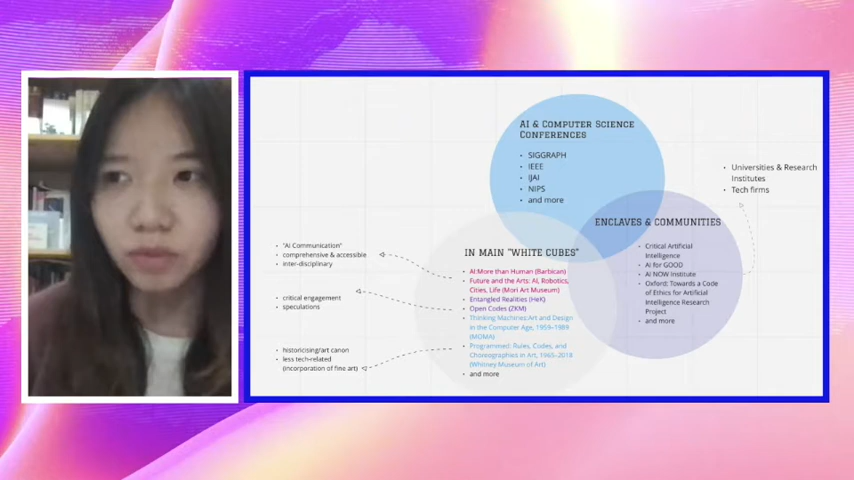 AI & COMPUTER SCIENCE
CONFERENCES
SIGGRAPH
IEEE
IJAI
NIPS
and more
Universities & Research
Institutes
Tech firms
ENCLAVES & COMMUNITIES
Critical Artificial
Intelligence
AI for GOOD
AI NOW Institute
Oxford: Towards a Code
of Ethics for Artificial
Intelligence Research
Project
and more
IN MAIN "WHITE CUBES"
AI:More than Human (Barbican)
Future and the Arts: AI, Robotics,
Cities, Life (Mori Art Museum)
Entangled Realities (HeK)
Open Codes (ZKM)
Thinking Machines:Art and Design
in the Computer Age, 1959–1989
(MOMA)
Programmed: Rules, Codes, and
Choreographies in Art, 1965–2018
(Whitney Museum of Art)
and more
"AI Communication"
comprehensive & accessible
inter-disciplinary
critical engagement
speculations
historicising/art canon
less tech-related
(incorporation of fine art)